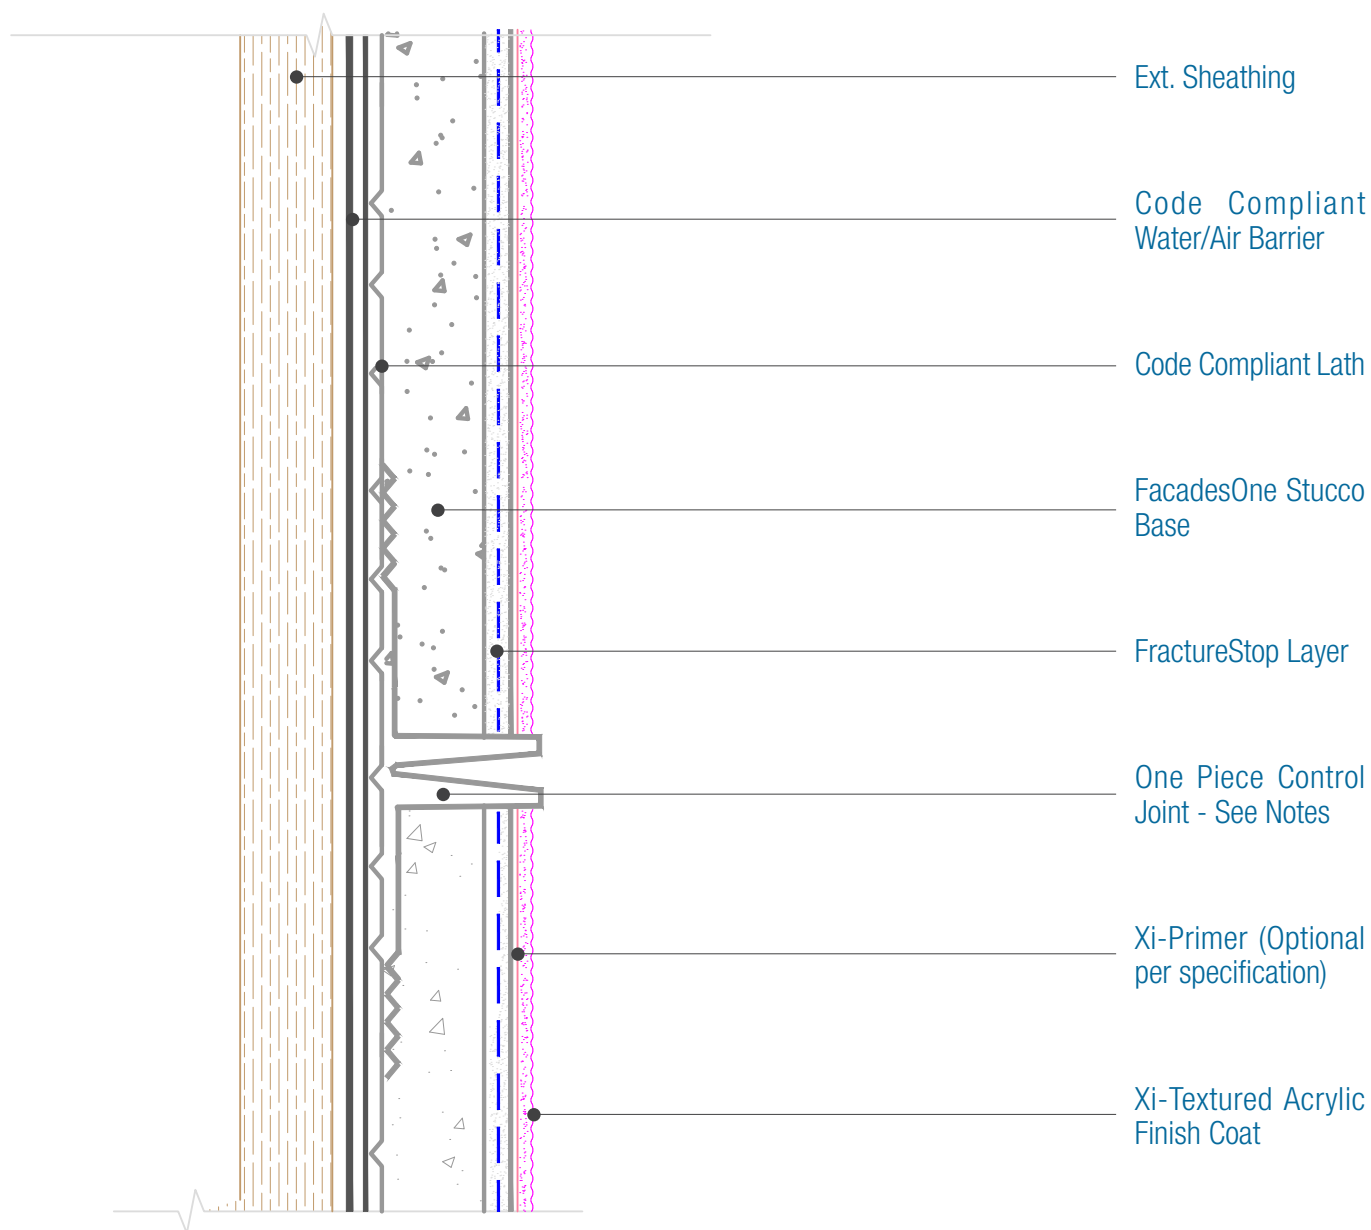 Ext. Sheathing
Code Compliant
Water/Air Barrier
Code Compliant Lath
FacadesOne Stucco
Base
FractureStop Layer
One Piece Control
Joint - See Notes
Xi-Primer (Optional
per specification)
Xi-Textured Acrylic
Finish Coat